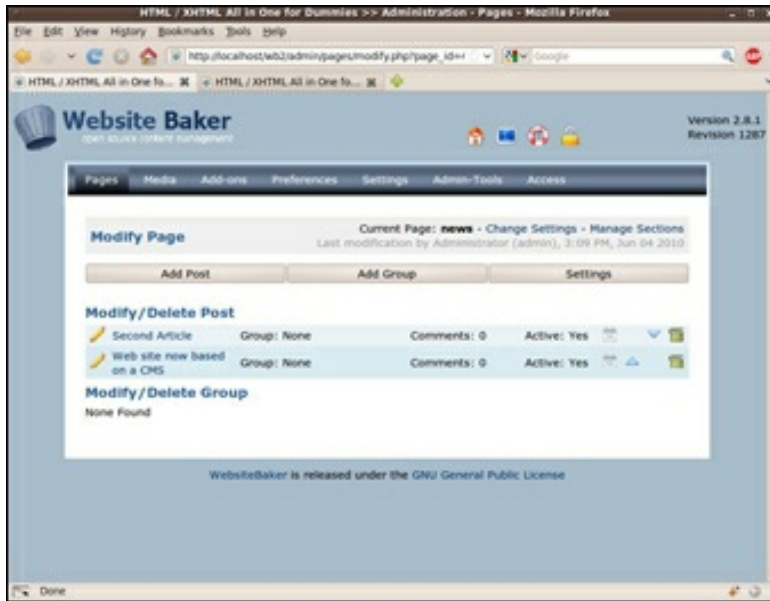 HTML / XHTML All in One for Dummies >> Administration - Pages - Mozilla Firefox
File Edit View History Bookmarks Tools Help
http://localhost/wb2/admin/pages/modify.php?page_id=
Google
HTML / XHTML All in One fo...
HTML / XHTML All in One fo...
Website Baker
open source content management
Version 2.8.1
Revision 1287
Pages Media Add-ons Preferences Settings Admin-Tools Access
Modify Page
Current Page: news - Change Settings - Manage Sections
Last modification by Administrator (admin), 3:09 PM, Jun 04 2010
Add Post Add Group Settings
Modify/Delete Post
Second Article Group: None Comments: 0 Active: Yes
Web site now based
on a CMS Group: None Comments: 0 Active: Yes
Modify/Delete Group
None Found
WebsiteBaker is released under the GNU General Public License
Done